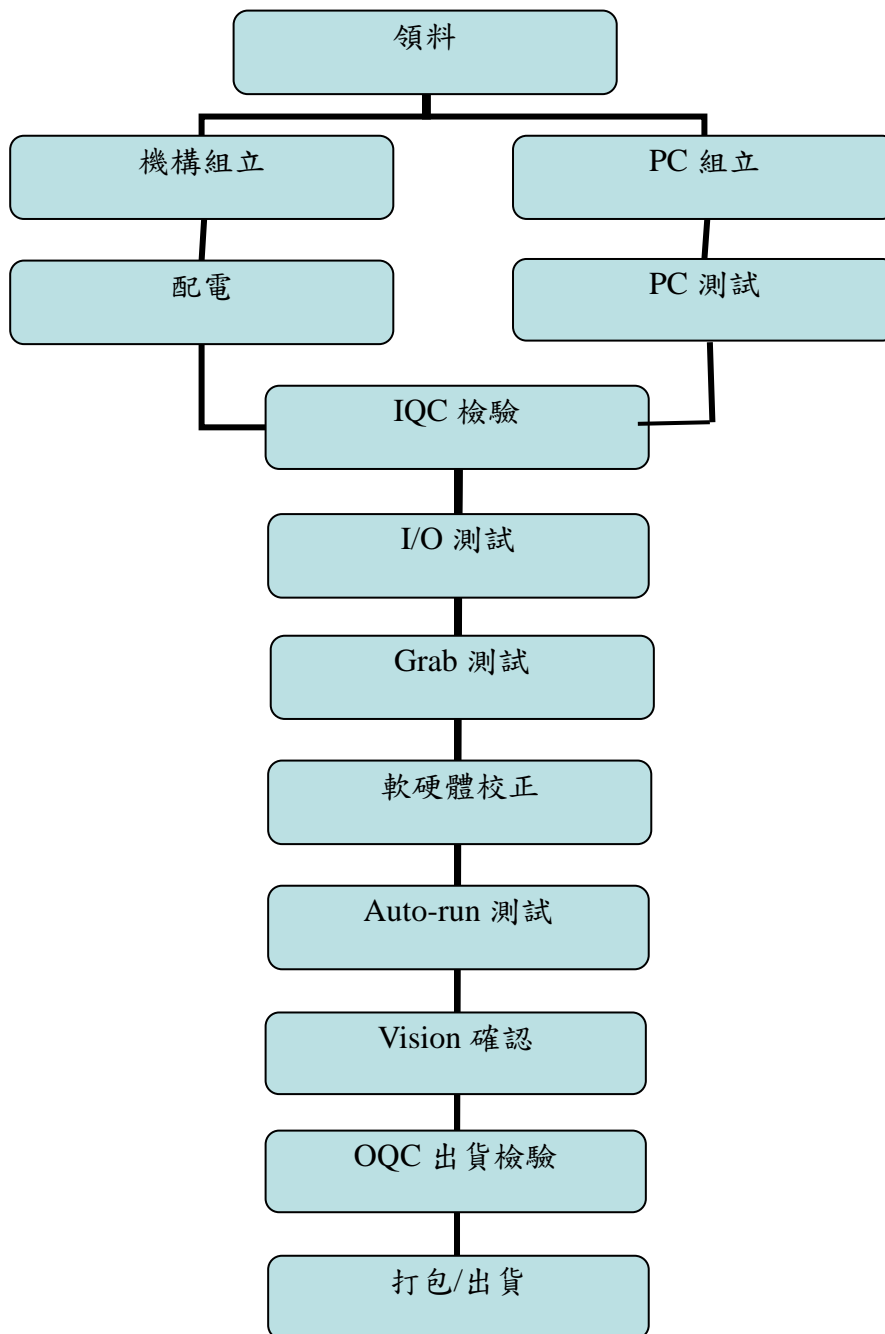 領料
機構組立
PC 組立
配電
PC 測試
IQC 檢驗
I/O 測試
Grab 測試
軟硬體校正
Auto-run 測試
Vision 確認
OQC 出貨檢驗
打包/出貨